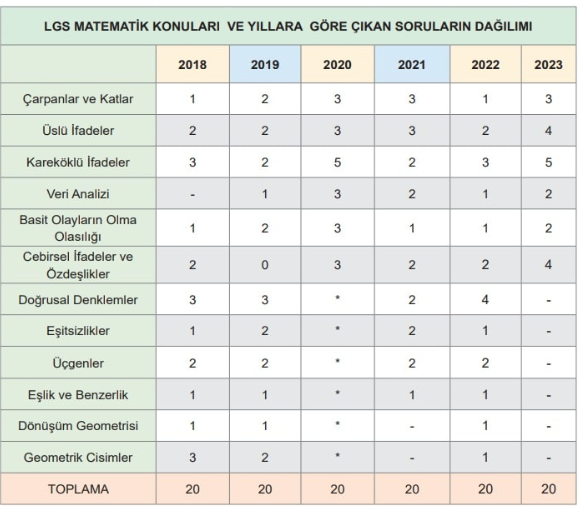 LGS MATEMATİK KONULARI VE YILLARA GÖRE ÇIKAN SORULARIN DAĞILIMI
2018 2019 2020 2021 2022 2023
Çarpanlar ve Katlar 1 2 3 3 1 3
Üslü İfadeler 2 2 3 3 2 4
Kareköklü İfadeler 3 2 5 2 3 5
Veri Analizi - 1 3 2 1 2
Basit Olayların Olma
Olasılığı 1 2 3 1 1 2
Cebirsel İfadeler ve
Özdeşlikler 2 0 3 2 2 4
Doğrusal Denklemler 3 3 * 2 4 -
Eşitsizlikler 1 2 * 2 1 -
Üçgenler 2 2 * 2 2 -
Eşlik ve Benzerlik 1 1 * 1 1 -
Dönüşüm Geometrisi 1 1 * - 1 -
Geometrik Cisimler 3 2 * - 1 -
TOPLAMA 20 20 20 20 20 20